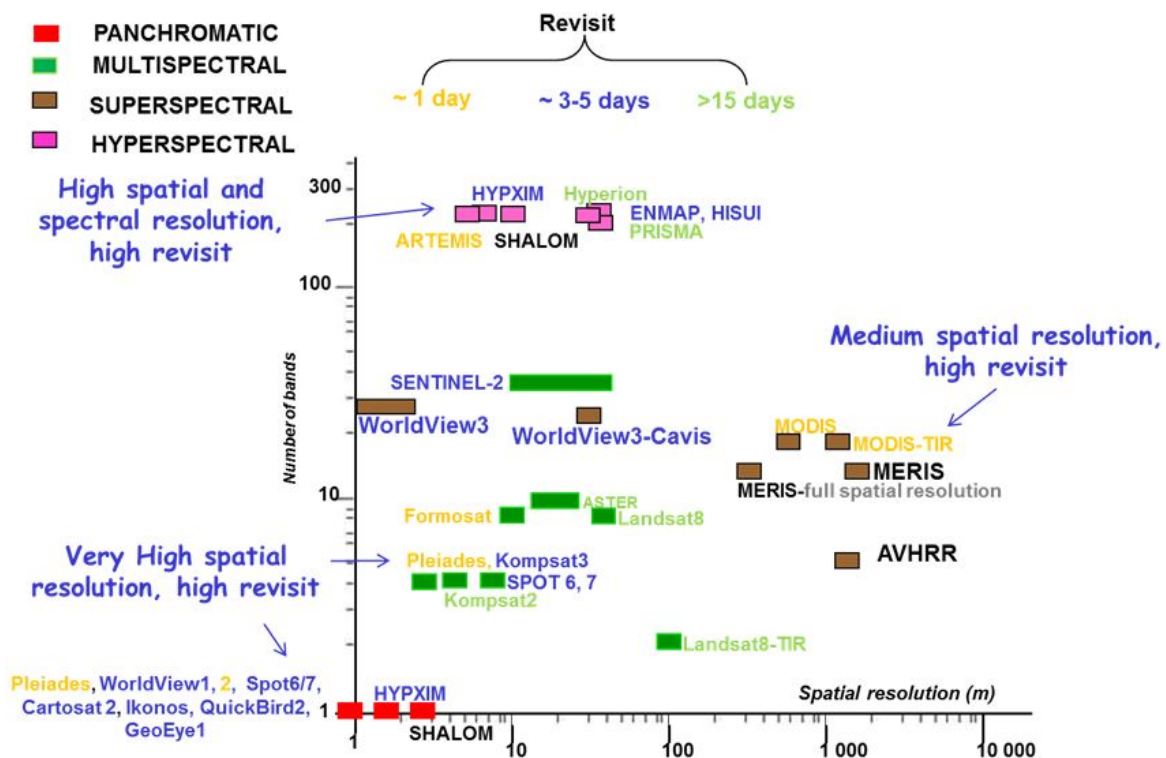 Revisit
~ 1 day ~ 3-5 days >15 days
PANCHROMATIC
MULTISPECTRAL
SUPERSPECTRAL
HYPERSPECTRAL
High spatial and
spectral resolution,
high revisit
300
100
10
1
Number of bands
HYPXIM
Hyperion
ENMAP, HISUI
PRISMA
ARTEMIS
SHALOM
Medium spatial resolution,
high revisit
SENTINEL-2
WorldView3
WorldView3-Cavis
MODIS
MODIS-TIR
MERIS
MERIS-full spatial resolution
Formosat
ASTER
Landsat8
AVHRR
Very High spatial
resolution, high revisit
Pleiades, Kompsat3
SPOT 6, 7
Kompsat2
Landsat8-TIR
Pleiades, WorldView1, 2, Spot6/7,
Cartosat 2, Ikonos, QuickBird2,
GeoEye1
HYPXIM
SHALOM
Spatial resolution (m)
1 10 100 1 000 10 000